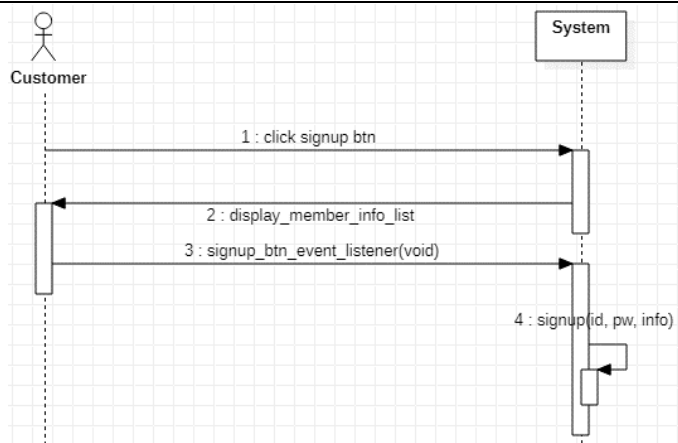 System
Customer
1 : click signup btn
2 : display_member_info_list
3 : signup_btn_event_listener(void)
4 : signup(id, pw, info)